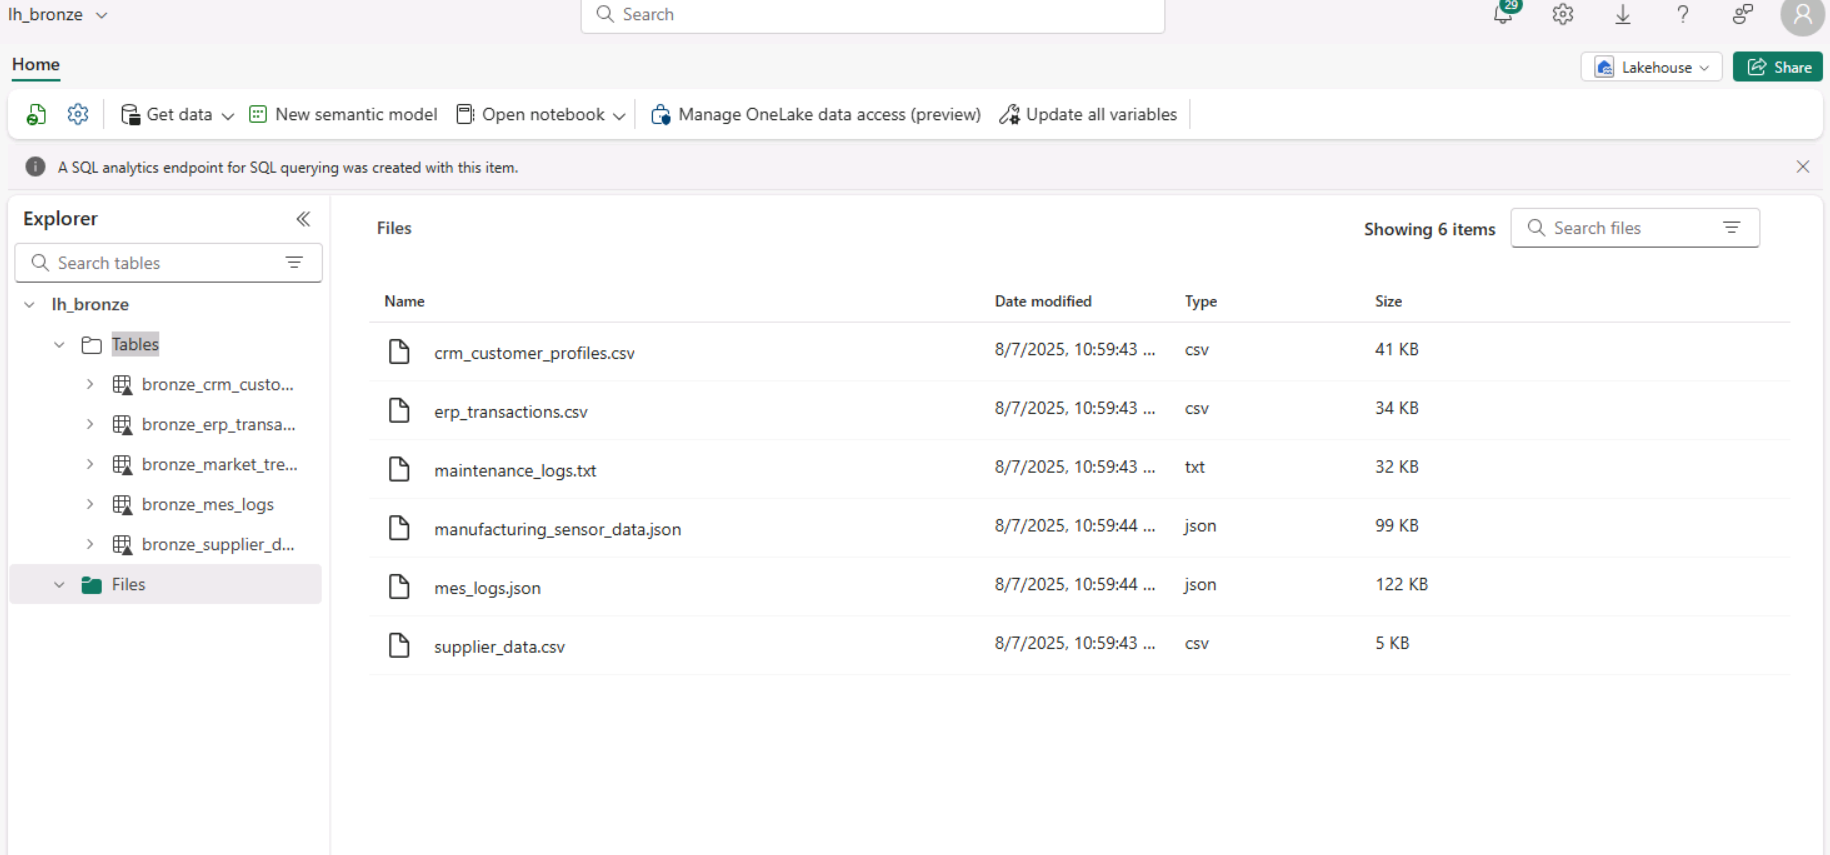 lh_bronze
Search
29
Home
Lakehouse
Share
Get data
New semantic model
Open notebook
Manage OneLake data access (preview)
Update all variables
A SQL analytics endpoint for SQL querying was created with this item.
Explorer
Search tables
lh_bronze
Tables
bronze_crm_custo...
bronze_erp_transa...
bronze_market_tre...
bronze_mes_logs
bronze_supplier_d...
Files
Files
Showing 6 items
Search files
Name Date modified Type Size
crm_customer_profiles.csv 8/7/2025, 10:59:43 ... csv 41 KB
erp_transactions.csv 8/7/2025, 10:59:43 ... csv 34 KB
maintenance_logs.txt 8/7/2025, 10:59:43 ... txt 32 KB
manufacturing_sensor_data.json 8/7/2025, 10:59:44 ... json 99 KB
mes_logs.json 8/7/2025, 10:59:44 ... json 122 KB
supplier_data.csv 8/7/2025, 10:59:43 ... csv 5 KB